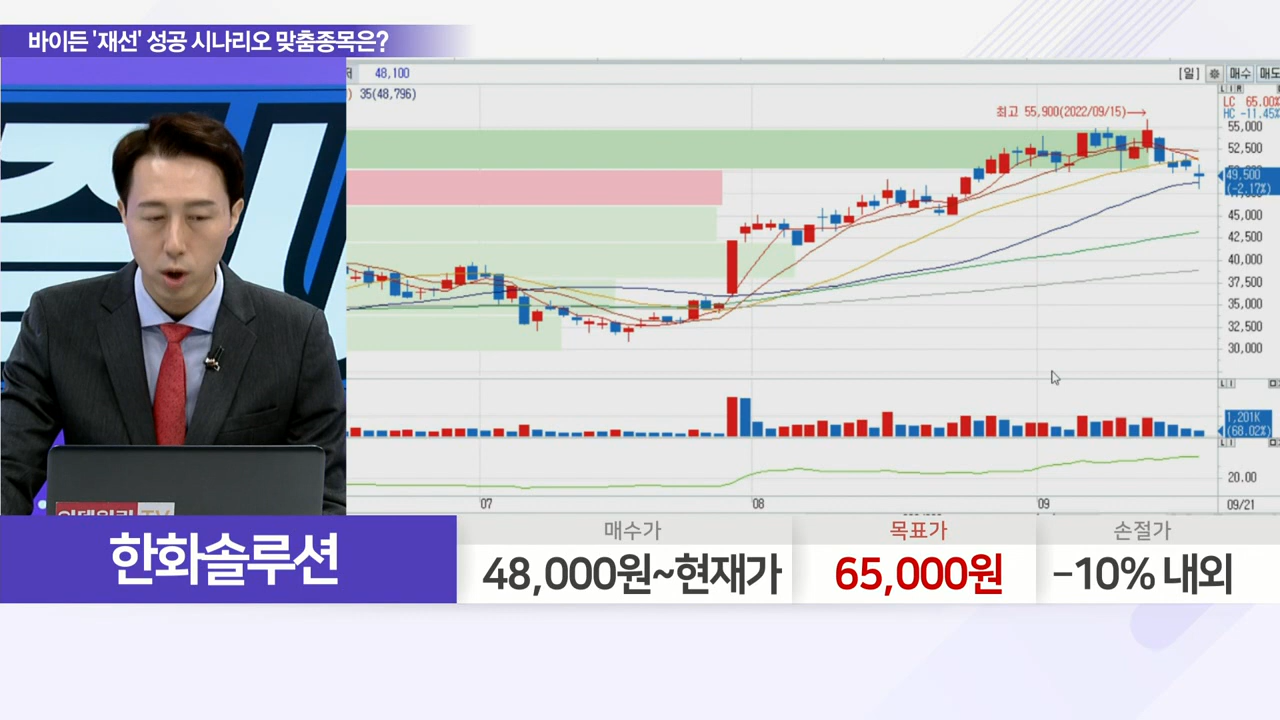 바이든 '재선' 성공 시나리오 맞춤종목은?
48,100
[일] 매수 매도
35(48,796)
LC 65.00%
HC -11.45%
최고 55,900(2022/09/15)→
55,000
52,500
49,500
(-2.17%)
45,000
42,500
40,000
37,500
35,000
32,500
30,000
1,201K
(68.02%)
20.00
07
08
09
09/21
이데일리 TV
한화솔루션
매수가
48,000원~현재가
목표가
65,000원
손절가
-10% 내외